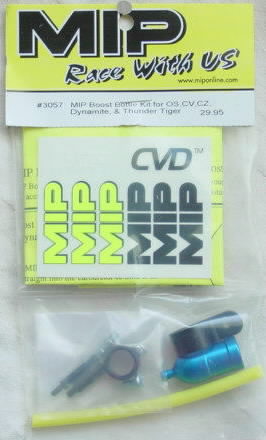 MIP
Race With US
www.miponline.com
#3057 MIP Boost Bottle Kit for OS,CV,CZ,
Dynamite, & Thunder Tiger 29.95
CVD™
MIP MIP MIP MIP MIP MIP